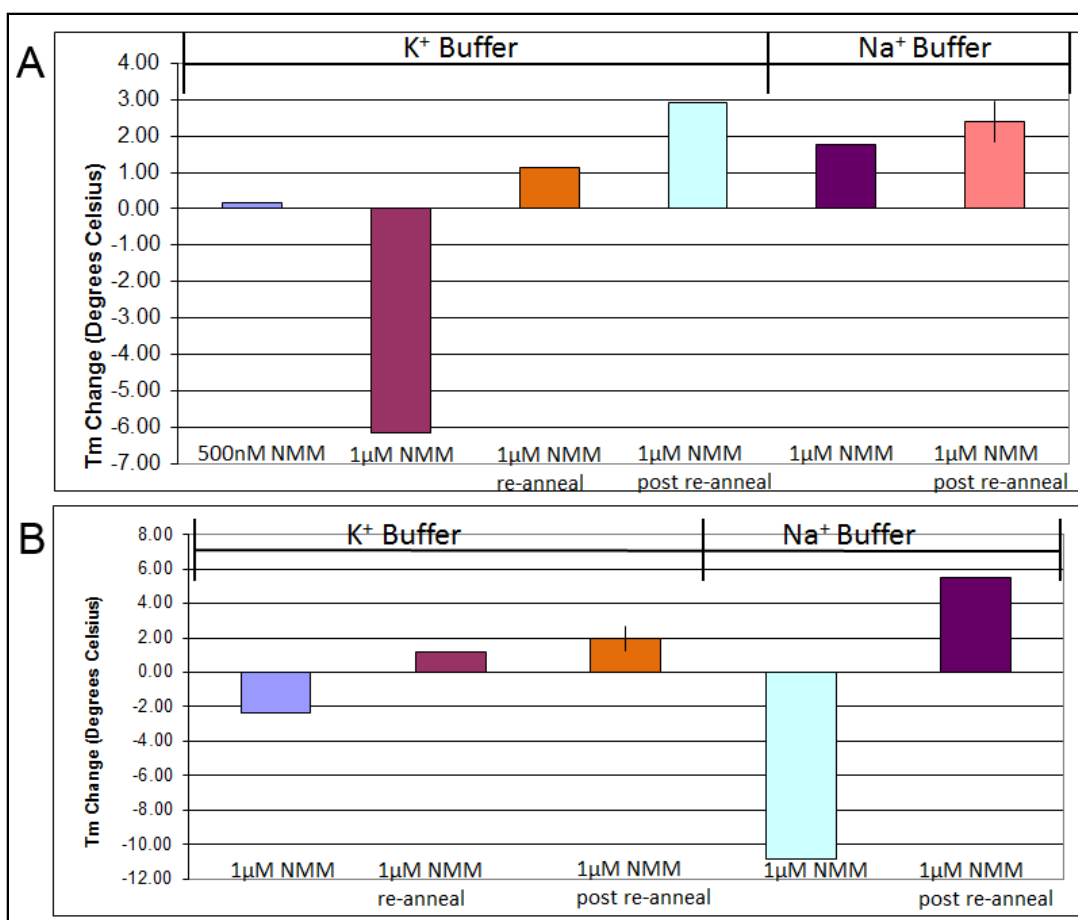 A
K⁺ Buffer
Na⁺ Buffer
Tm Change (Degrees Celsius)
4.00
3.00
2.00
1.00
0.00
-1.00
-2.00
-3.00
-4.00
-5.00
-6.00
-7.00
500nM NMM
1µM NMM
1µM NMM
re-anneal
1µM NMM
post re-anneal
1µM NMM
1µM NMM
post re-anneal
B
K⁺ Buffer
Na⁺ Buffer
Tm Change (Degrees Celsius)
8.00
6.00
4.00
2.00
0.00
-2.00
-4.00
-6.00
-8.00
-10.00
-12.00
1µM NMM
1µM NMM
re-anneal
1µM NMM
post re-anneal
1µM NMM
1µM NMM
post re-anneal